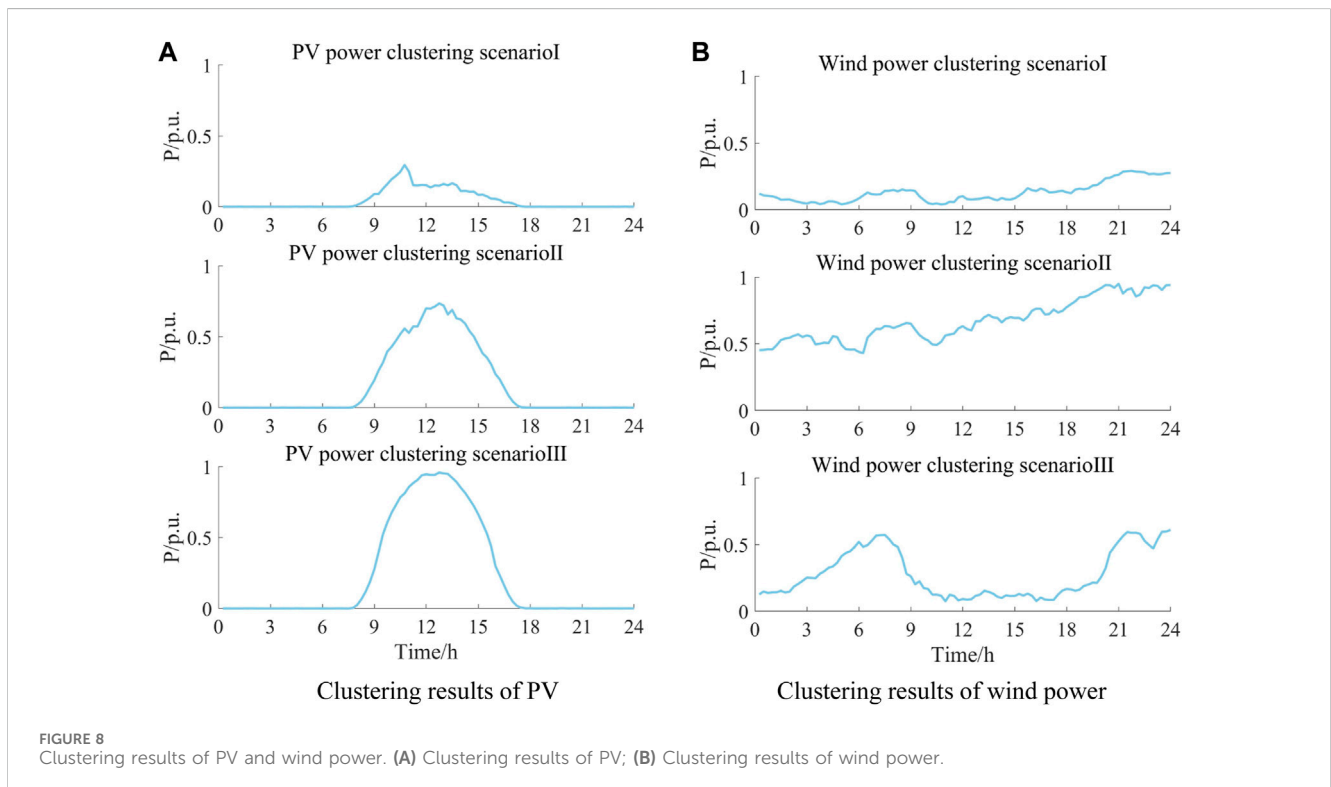 A
PV power clustering scenarioI
P/p.u.
1
0.5
0
0 3 6 9 12 15 18 21 24
PV power clustering scenarioII
P/p.u.
1
0.5
0
0 3 6 9 12 15 18 21 24
PV power clustering scenarioIII
P/p.u.
1
0.5
0
0 3 6 9 12 15 18 21 24
Time/h
Clustering results of PV
B
Wind power clustering scenarioI
P/p.u.
1
0.5
0
0 3 6 9 12 15 18 21 24
Wind power clustering scenarioII
P/p.u.
1
0.5
0
0 3 6 9 12 15 18 21 24
Wind power clustering scenarioIII
P/p.u.
1
0.5
0
0 3 6 9 12 15 18 21 24
Time/h
Clustering results of wind power
FIGURE 8
Clustering results of PV and wind power. (A) Clustering results of PV; (B) Clustering results of wind power.